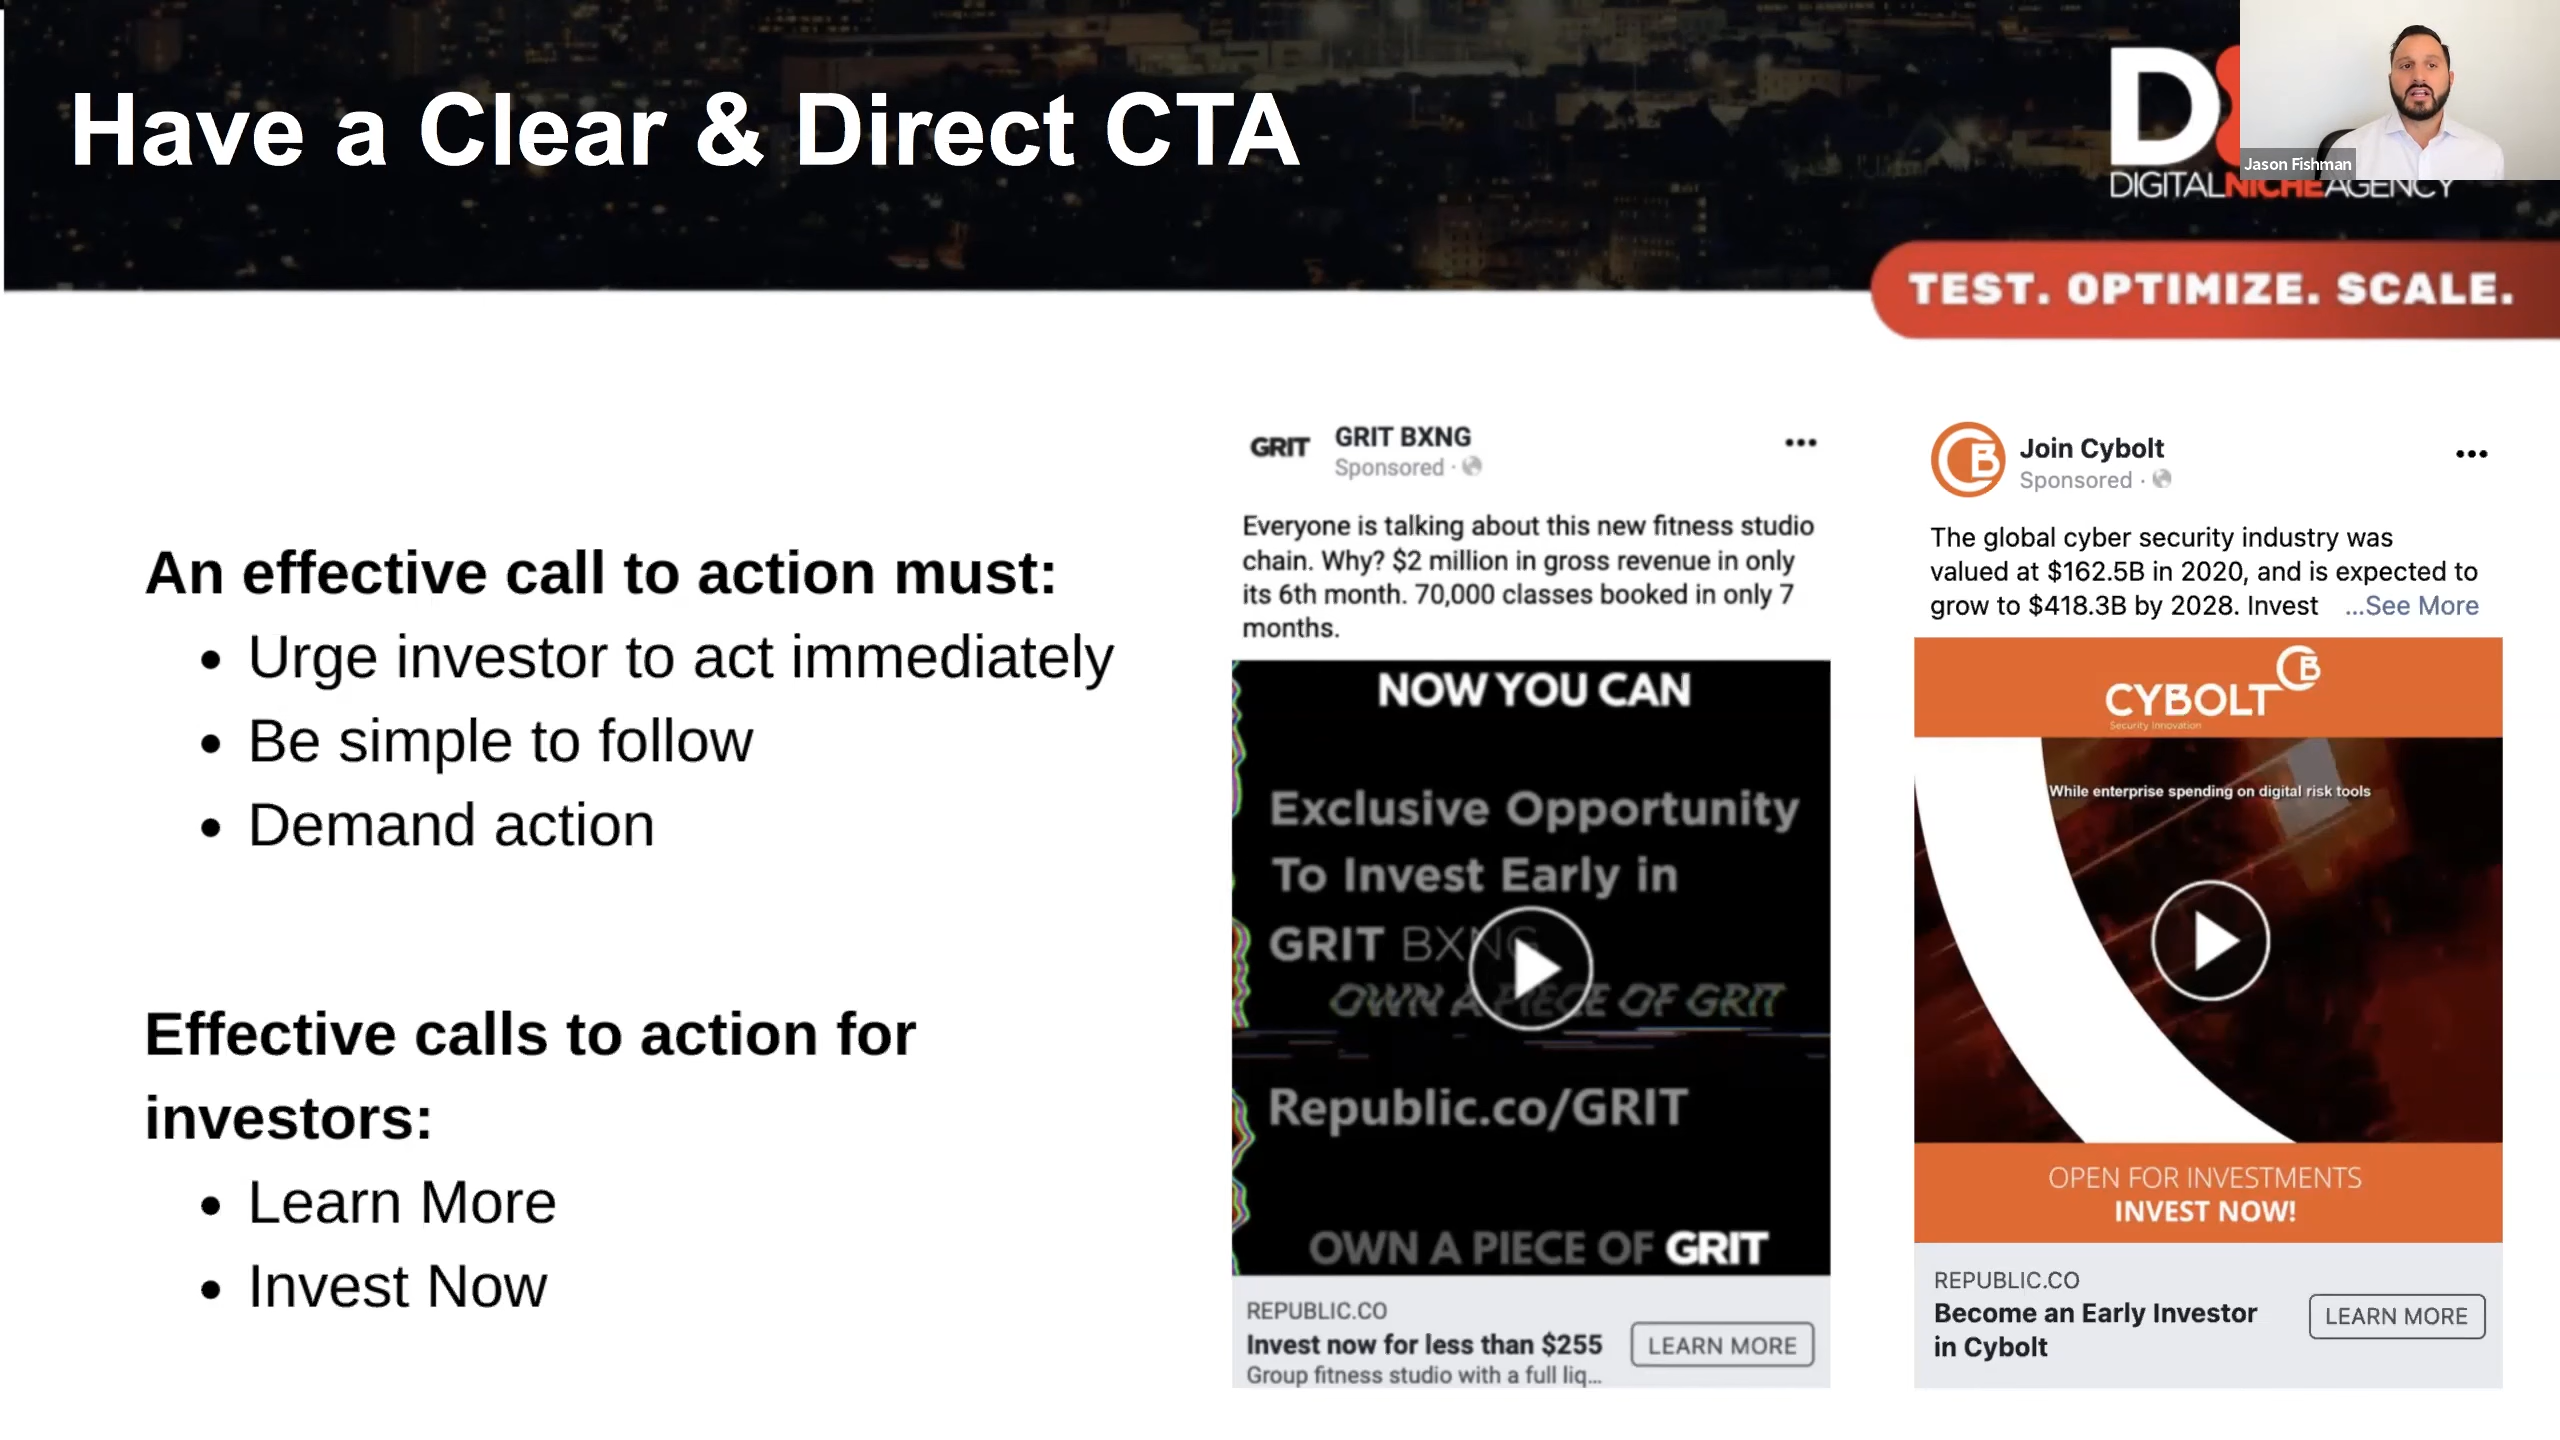 Have a Clear & Direct CTA
D
DIGITALNICHEAGENCY
Jason Fishman
TEST. OPTIMIZE. SCALE.
An effective call to action must:
• Urge investor to act immediately
• Be simple to follow
• Demand action
Effective calls to action for
investors:
• Learn More
• Invest Now
GRIT
GRIT BXNG
Sponsored ·
Everyone is talking about this new fitness studio
chain. Why? $2 million in gross revenue in only
its 6th month. 70,000 classes booked in only 7
months.
NOW YOU CAN
Exclusive Opportunity
To Invest Early in
GRIT BXNG
OWN A PIECE OF GRIT
Republic.co/GRIT
OWN A PIECE OF GRIT
REPUBLIC.CO
Invest now for less than $255
Group fitness studio with a full liq...
LEARN MORE
CB
Join Cybolt
Sponsored ·
The global cyber security industry was
valued at $162.5B in 2020, and is expected to
grow to $418.3B by 2028. Invest ...See More
CB
CYBOLT
Security Innovation
While enterprise spending on digital risk tools
OPEN FOR INVESTMENTS
INVEST NOW!
REPUBLIC.CO
Become an Early Investor
in Cybolt
LEARN MORE